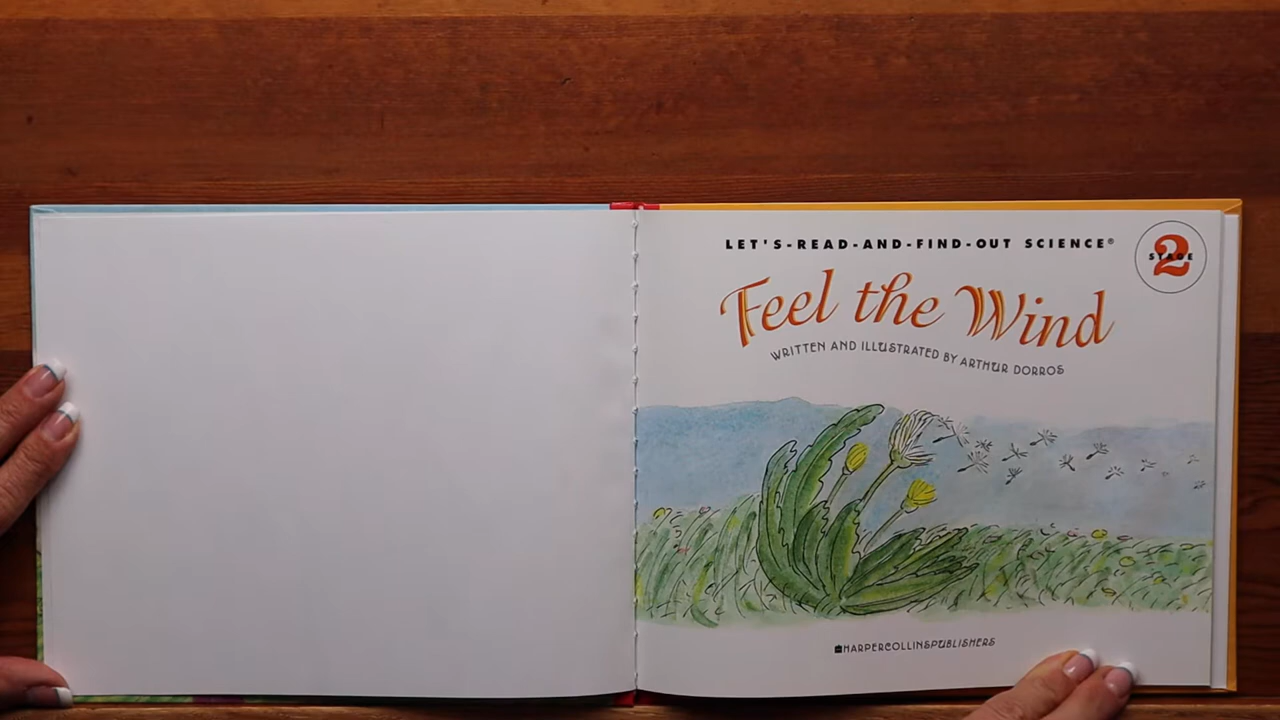 LET'S-READ-AND-FIND-OUT SCIENCE®
2
STAGE
Feel the Wind
WRITTEN AND ILLUSTRATED BY ARTHUR DORROS
HARPERCOLLINSPUBLISHERS